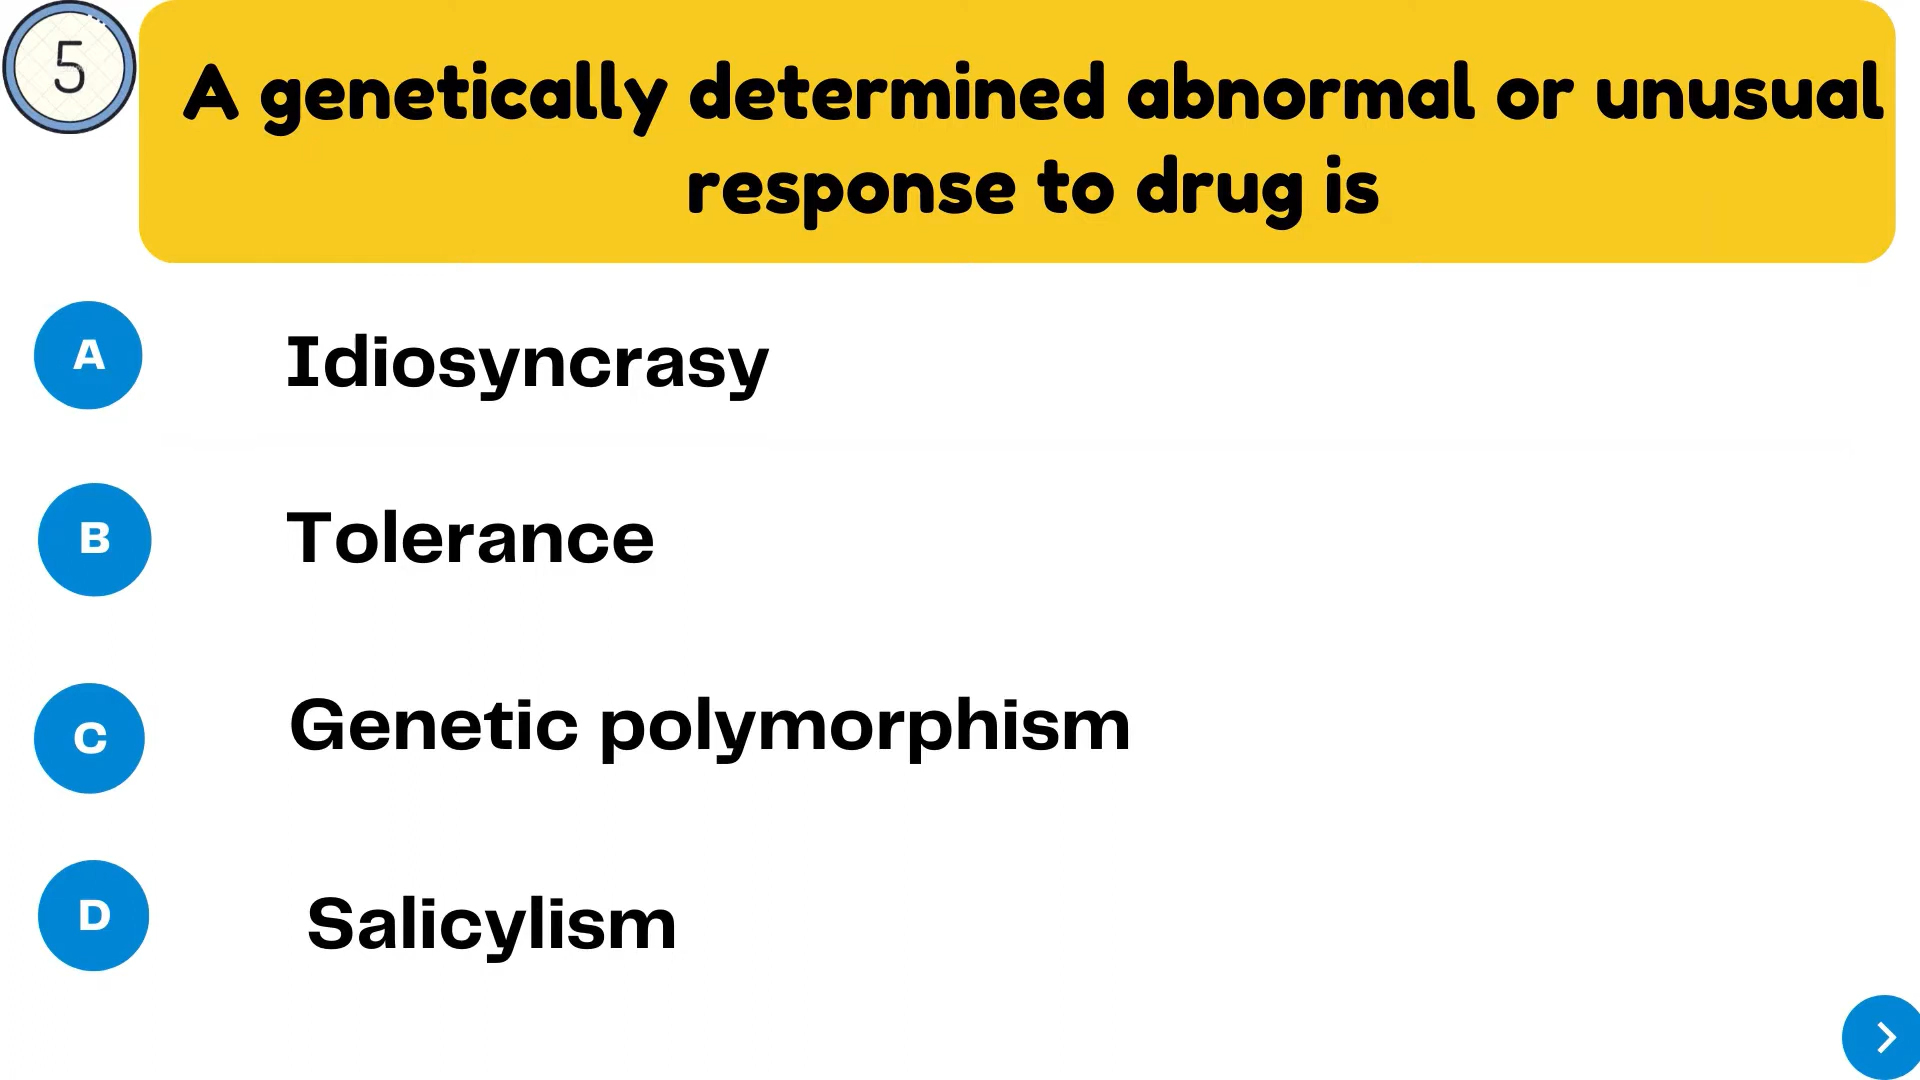 5
A genetically determined abnormal or unusual
response to drug is
A
Idiosyncrasy
B
Tolerance
C
Genetic polymorphism
D
Salicylism